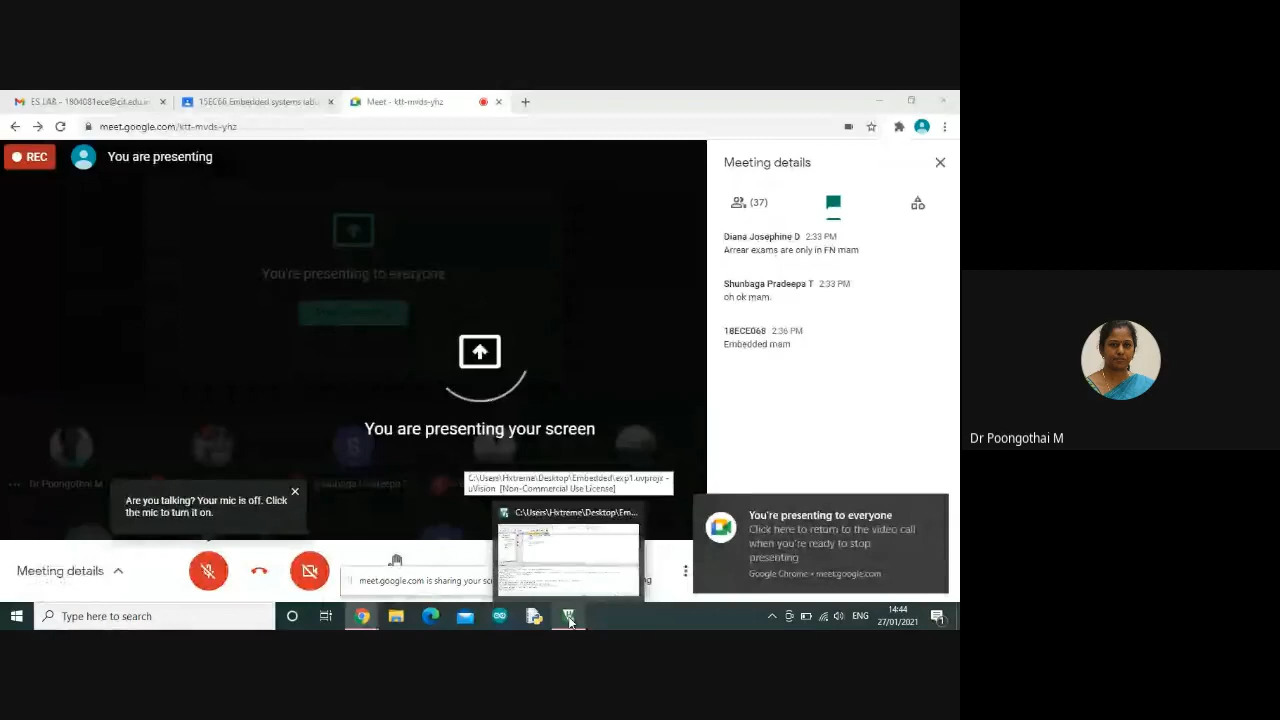 ES LAB - 1804081ece@cit.edu.in
15EC66 Embedded systems labo
Meet - ktt-mvds-yhz
meet.google.com/ktt-mvds-yhz
REC
You are presenting
Meeting details
(37)
Diana Josephine D 2:33 PM
Arrear exams are only in FN mam
Shunbaga Pradeepa T 2:33 PM
oh ok mam.
18ECE068 2:36 PM
Embedded mam
You're presenting to everyone
You are presenting your screen
Dr Poongothai M
Are you talking? Your mic is off. Click
the mic to turn it on.
C:\Users\Hxtreme\Desktop\Embedded\exp1.uvprojx -
uVision [Non-Commercial Use License]
C:\Users\Hxtreme\Desktop\Em...
You're presenting to everyone
Click here to return to the video call
when you're ready to stop
presenting
Google Chrome • meet.google.com
Meeting details
meet.google.com is sharing your
Type here to search
ENG
14:44
27/01/2021
1
Dr Poongothai M